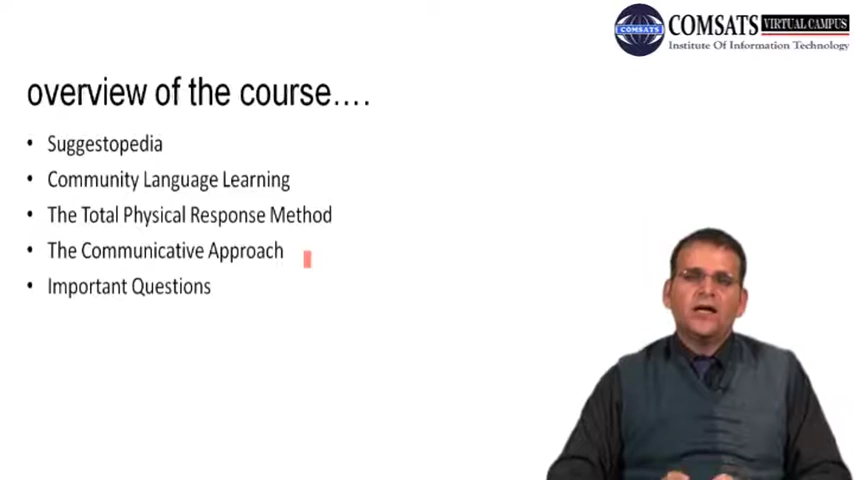 COMSATS
COMSATS VIRTUAL CAMPUS
Institute Of Information Technology
overview of the course....
• Suggestopedia
• Community Language Learning
• The Total Physical Response Method
• The Communicative Approach
• Important Questions